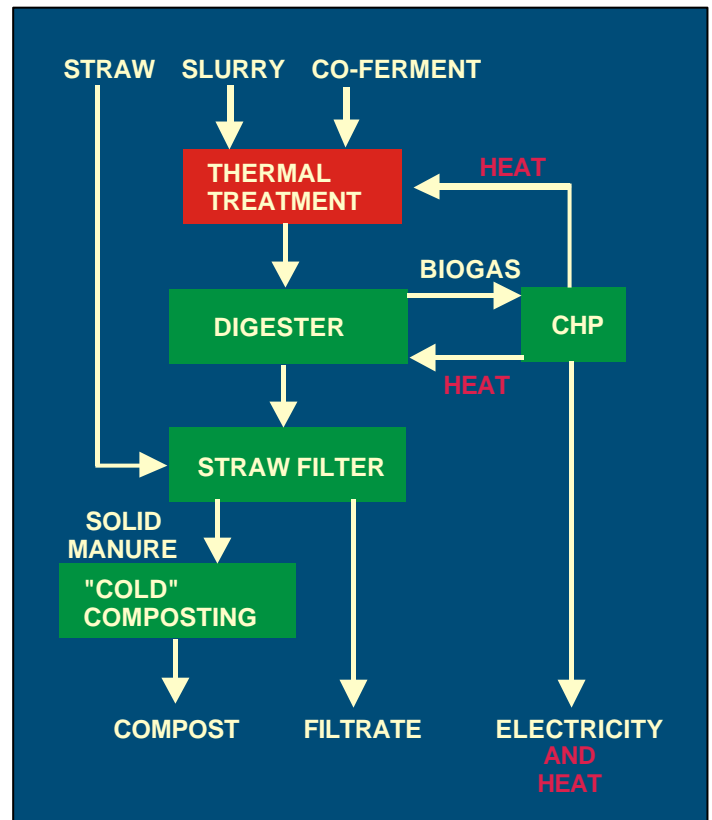 STRAW SLURRY CO-FERMENT
THERMAL
TREATMENT
HEAT
BIOGAS
DIGESTER
CHP
HEAT
STRAW FILTER
SOLID
MANURE
"COLD"
COMPOSTING
COMPOST FILTRATE ELECTRICITY
AND
HEAT